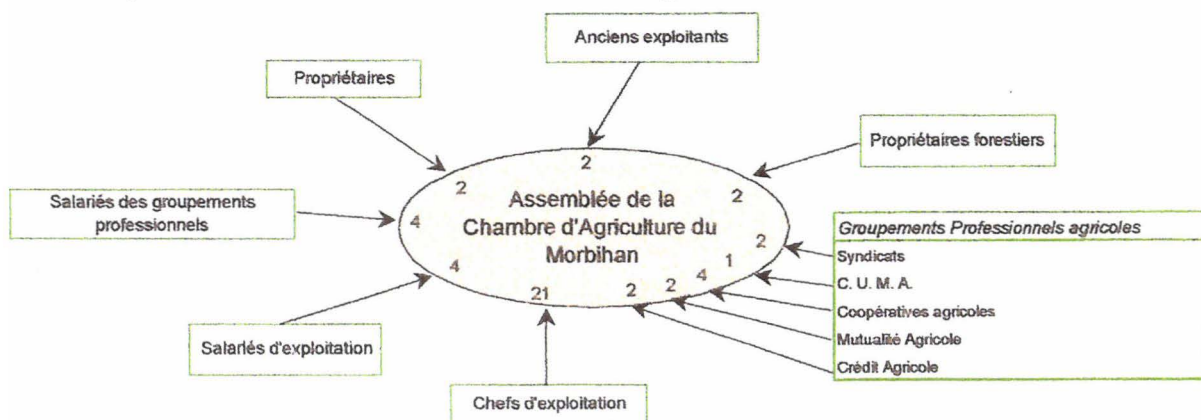 Anciens exploitants
Propriétaires
Propriétaires forestiers
Salariés des groupements
professionnels
2
2
2
4
Assemblée de la
Chambre d'Agriculture du
Morbihan
2
1
4
2
2
21
4
Groupements Professionnels agricoles
Syndicats
C. U. M. A.
Coopératives agricoles
Mutualité Agricole
Crédit Agricole
Salariés d'exploitation
Chefs d'exploitation